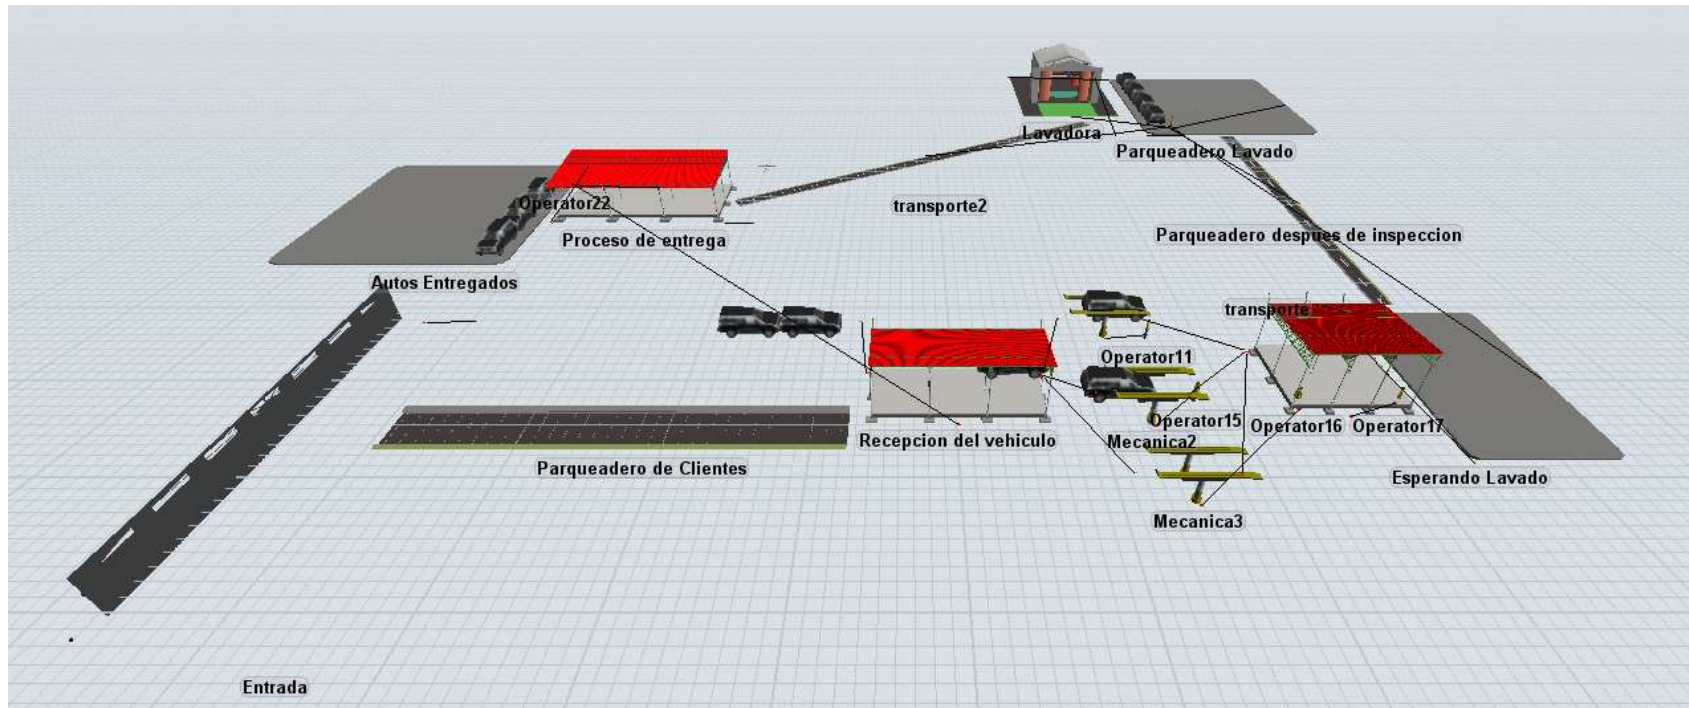 Lavadora
Parqueadero Lavado
Operator22
transporte2
Proceso de entrega
Parqueadero despues de inspeccion
Autos Entregados
transporte
Operator11
Operator15
Operator16
Operator17
Recepcion del vehiculo
Mecanica2
Parqueadero de Clientes
Esperando Lavado
Mecanica3
Entrada